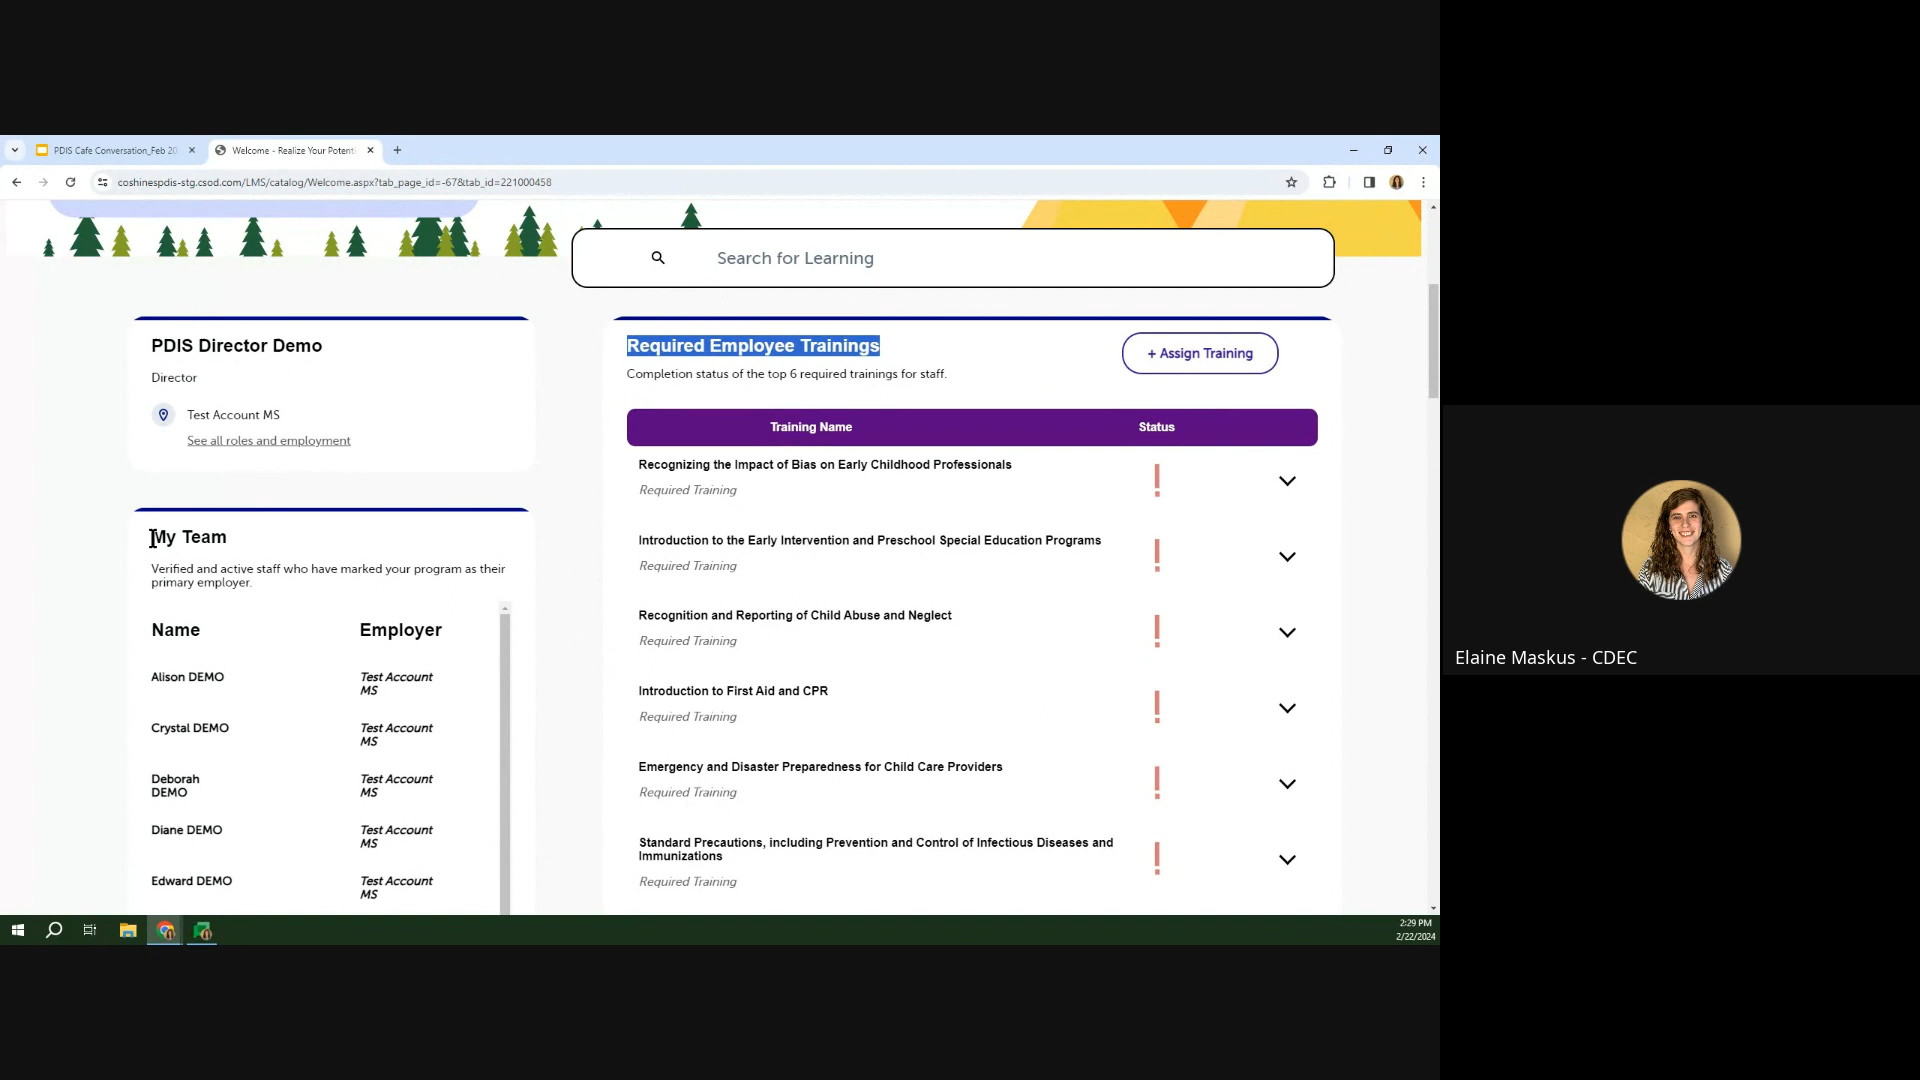 PDIS Cafe Conversation_Feb 20
Welcome - Realize Your Potenti
coshinespdis-stg.csod.com/LMS/catalog/Welcome.aspx?tab_page_id=-67&tab_id=221000458
Search for Learning
PDIS Director Demo
Director
Test Account MS
See all roles and employment
My Team
Verified and active staff who have marked your program as their
primary employer.
Name Employer
Alison DEMO Test Account
MS
Crystal DEMO Test Account
MS
Deborah Test Account
DEMO MS
Diane DEMO Test Account
MS
Edward DEMO Test Account
MS
Required Employee Trainings
+ Assign Training
Completion status of the top 6 required trainings for staff.
Training Name Status
Recognizing the Impact of Bias on Early Childhood Professionals
Required Training
Introduction to the Early Intervention and Preschool Special Education Programs
Required Training
Recognition and Reporting of Child Abuse and Neglect
Required Training
Introduction to First Aid and CPR
Required Training
Emergency and Disaster Preparedness for Child Care Providers
Required Training
Standard Precautions, including Prevention and Control of Infectious Diseases and
Immunizations
Required Training
2:29 PM
2/22/2024
Elaine Maskus - CDEC